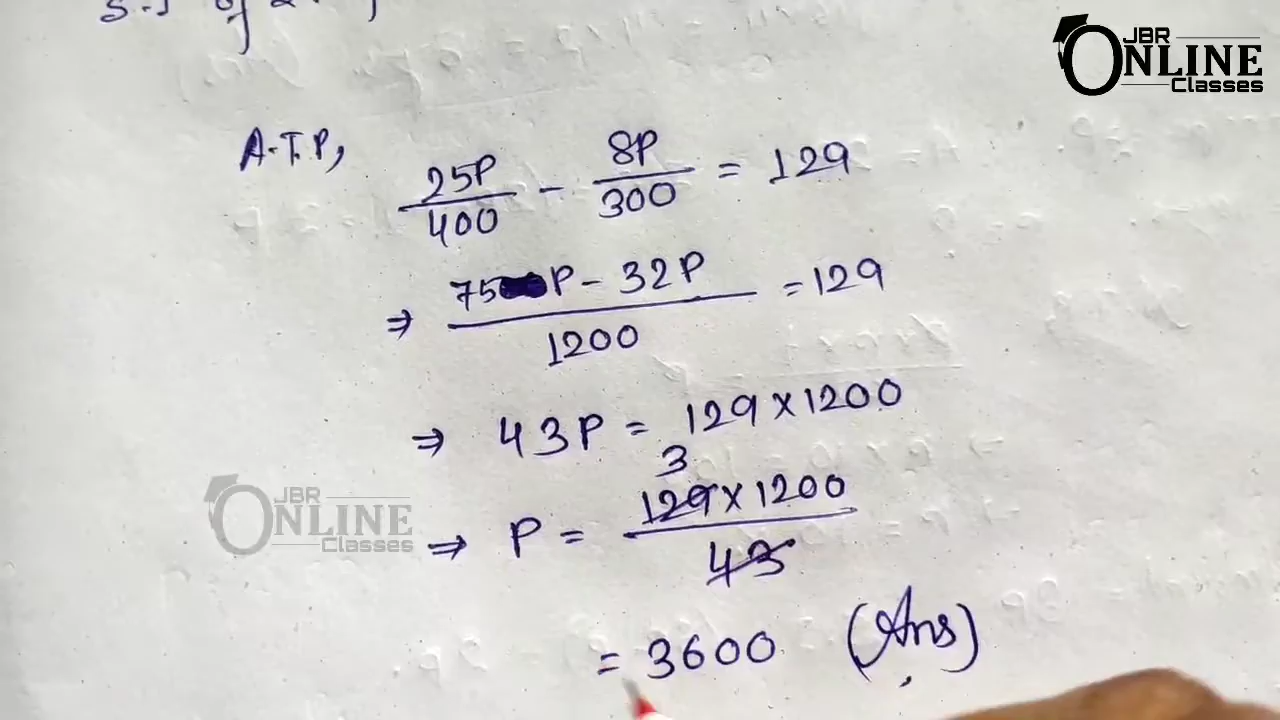 JBR
ONLINE
Classes
A.T.P,
25P/400 - 8P/300 = 129
⇒ 75P - 32P/1200 = 129
⇒ 43P = 129 x 1200
3
⇒ P = 129 x 1200/43
JBR
ONLINE
Classes
= 3600 (Ans)